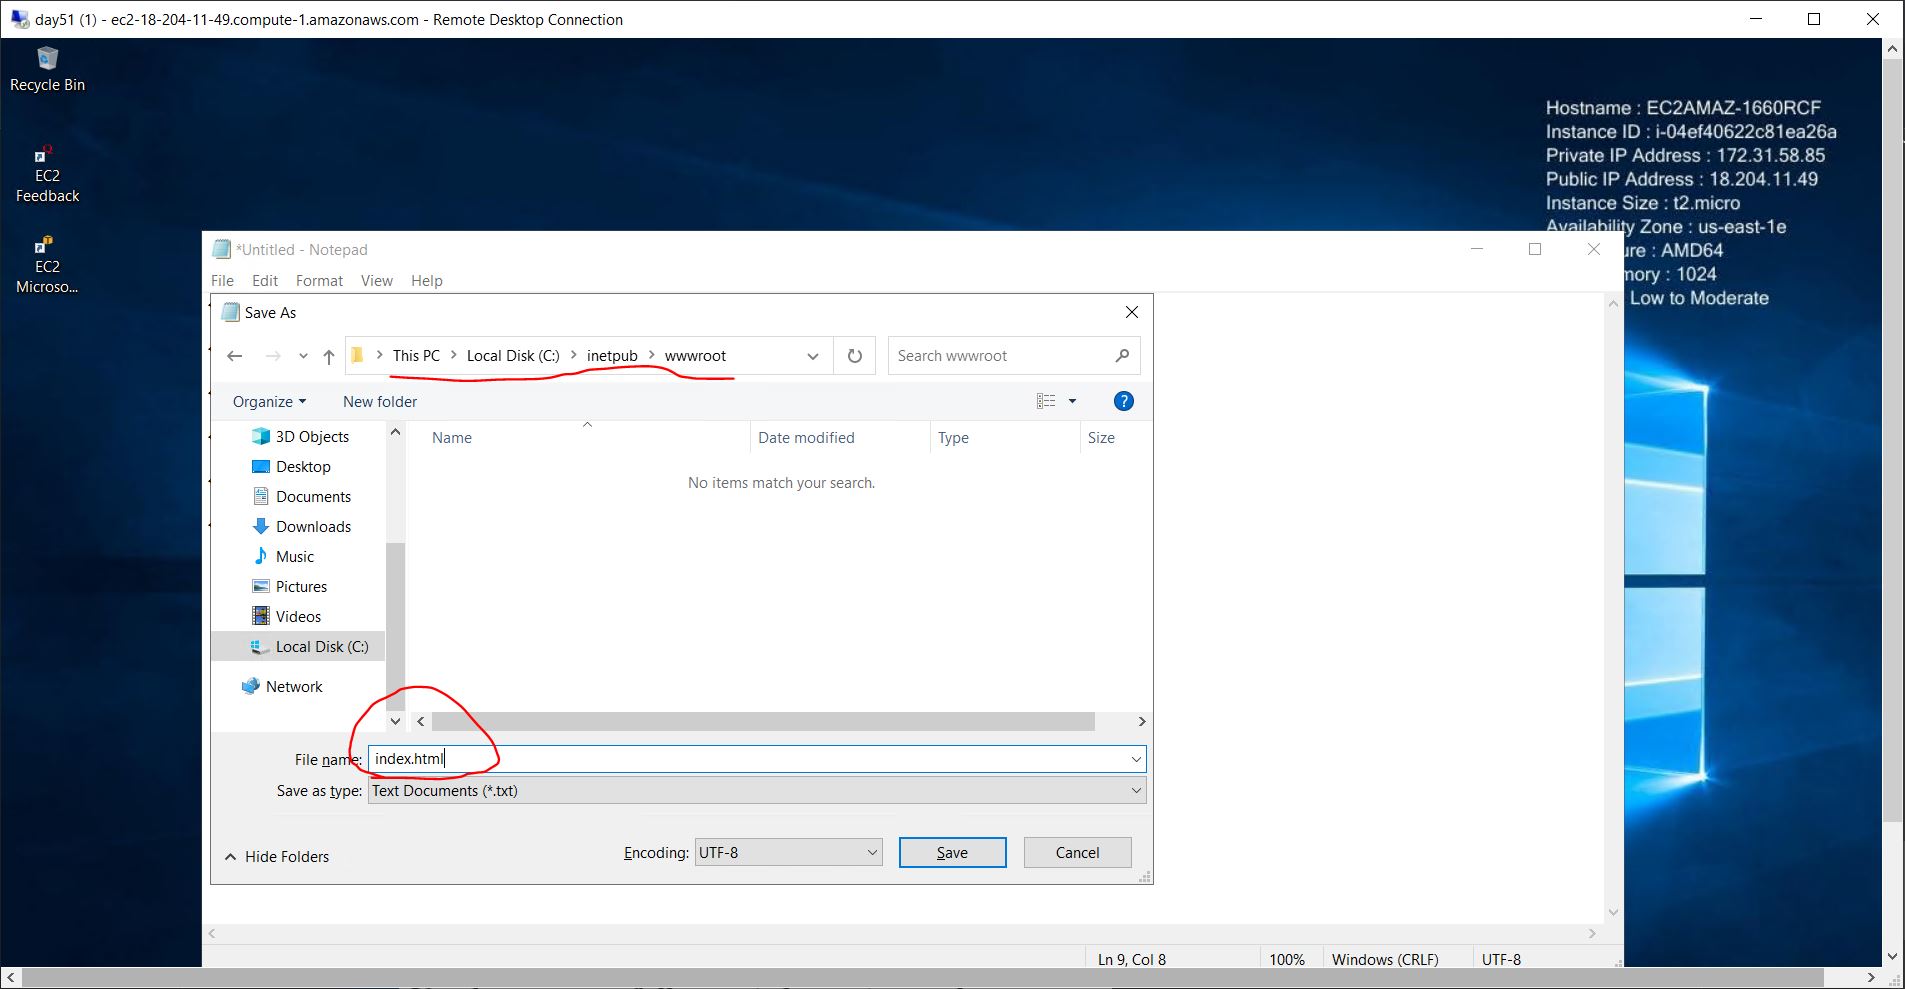 day51 (1) - ec2-18-204-11-49.compute-1.amazonaws.com - Remote Desktop Connection
Recycle Bin
EC2
Feedback
EC2
Microso...
Hostname : EC2AMAZ-1660RCF
Instance ID : i-04ef40622c81ea26a
Private IP Address : 172.31.58.85
Public IP Address : 18.204.11.49
Instance Size : t2.micro
Availability Zone : us-east-1e
ure : AMD64
mory : 1024
Low to Moderate
*Untitled - Notepad
File Edit Format View Help
Save As
This PC Local Disk (C:) inetpub wwwroot
Search wwwroot
Organize New folder
?
Name Date modified Type Size
No items match your search.
3D Objects
Desktop
Documents
Downloads
Music
Pictures
Videos
Local Disk (C:)
Network
File name: index.html
Save as type: Text Documents (*.txt)
Hide Folders
Encoding: UTF-8
Save
Cancel
Ln 9, Col 8 100% Windows (CRLF) UTF-8